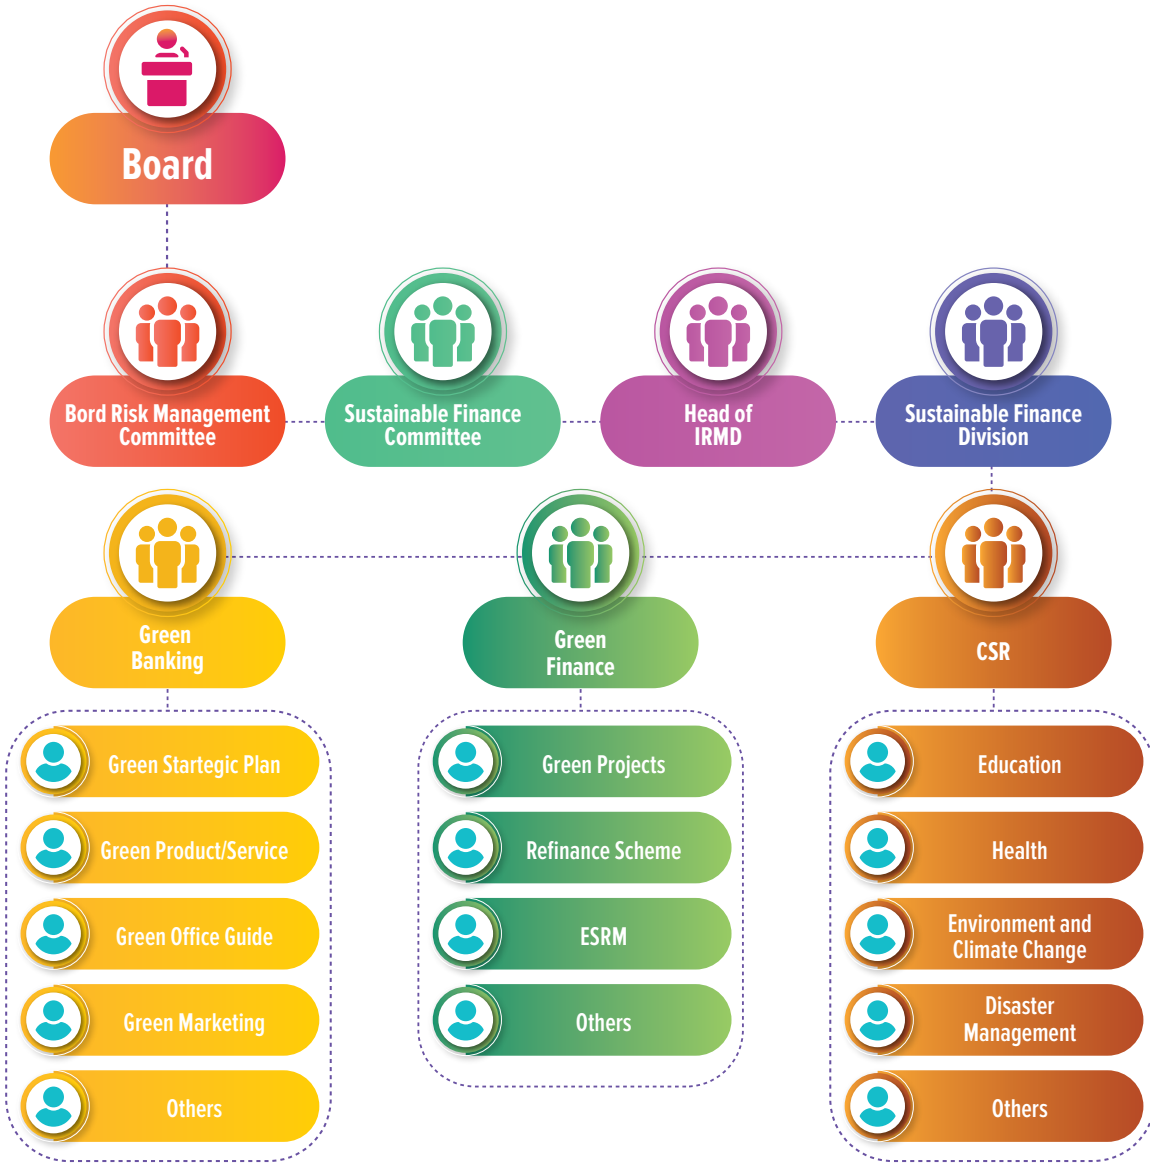 Board
Bord Risk Management
Committee
Sustainable Finance
Committee
Head of
IRMD
Sustainable Finance
Division
Green
Banking
Green
Finance
CSR
Green Startegic Plan
Green Product/Service
Green Office Guide
Green Marketing
Others
Green Projects
Refinance Scheme
ESRM
Others
Education
Health
Environment and
Climate Change
Disaster
Management
Others